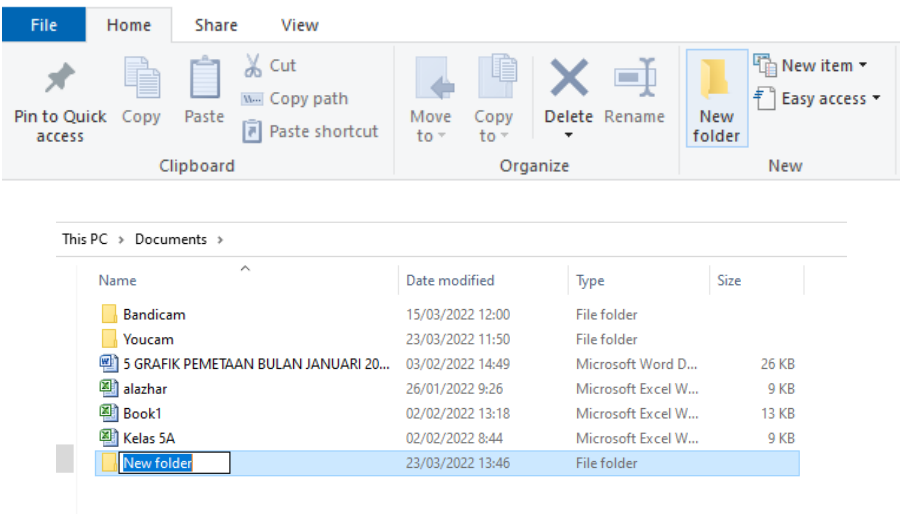 File Home Share View
Pin to Quick access
Copy
Paste
Cut
Copy path
Paste shortcut
Clipboard
Move to
Copy to
Delete
Rename
Organize
New folder
New item
Easy access
New
This PC > Documents >
Name Date modified Type Size
Bandicam 15/03/2022 12:00 File folder
Youcam 23/03/2022 11:50 File folder
5 GRAFIK PEMETAAN BULAN JANUARI 20... 03/02/2022 14:49 Microsoft Word D... 26 KB
alazhar 26/01/2022 9:26 Microsoft Excel W... 9 KB
Book1 02/02/2022 13:18 Microsoft Excel W... 13 KB
Kelas 5A 02/02/2022 8:44 Microsoft Excel W... 9 KB
New folder 23/03/2022 13:46 File folder